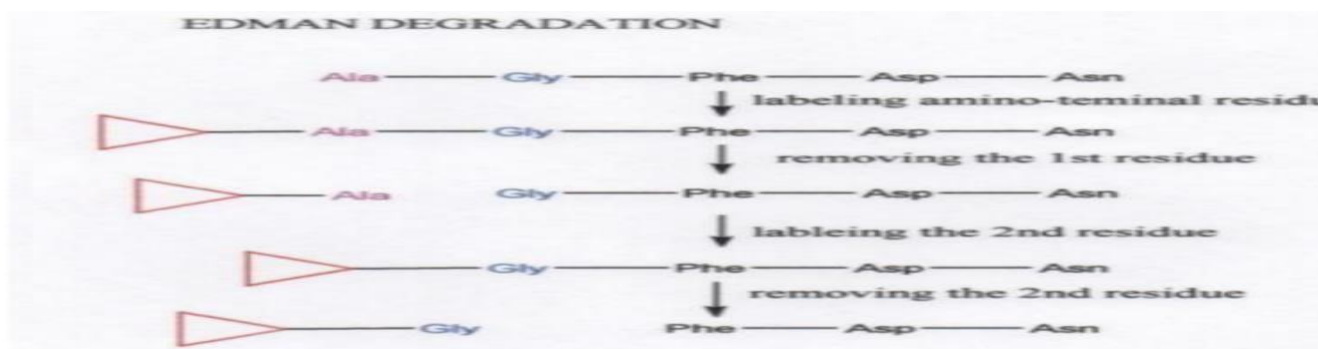 EDMAN DEGRADATION
Ala Gly Phe Asp Asn
labeling amino-teminal residu
Ala Gly Phe Asp Asn
removing the 1st residue
Ala Gly Phe Asp Asn
lableing the 2nd residue
Gly Phe Asp Asn
removing the 2nd residue
Gly Phe Asp Asn